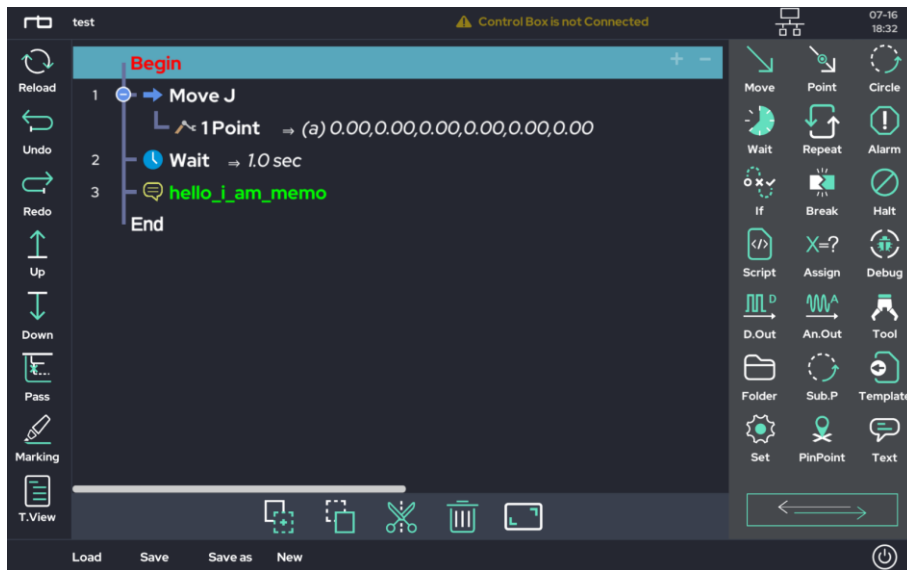 rb test Control Box is not Connected 07-16
18:32
Reload
Undo
Redo
Up
Down
Pass
Marking
T.View
Begin + -
1 Move J
1 Point ⇒ (a) 0.00,0.00,0.00,0.00,0.00,0.00
2 Wait ⇒ 1.0 sec
3 hello_i_am_memo
End
Move Point Circle
Wait Repeat Alarm
If Break Halt
</>
X=?
Script Assign Debug
D A
D.Out An.Out Tool
Folder Sub.P Template
Set PinPoint Text
Load Save Save as New